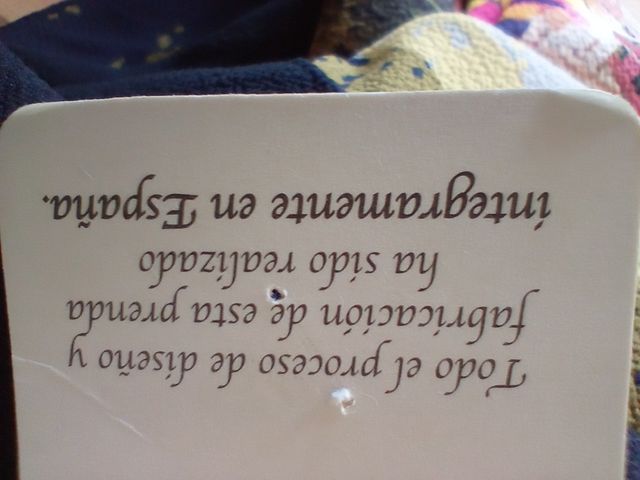 Todo el proceso de diseño y
fabricación de esta prenda
ha sido realizado
íntegramente en España.